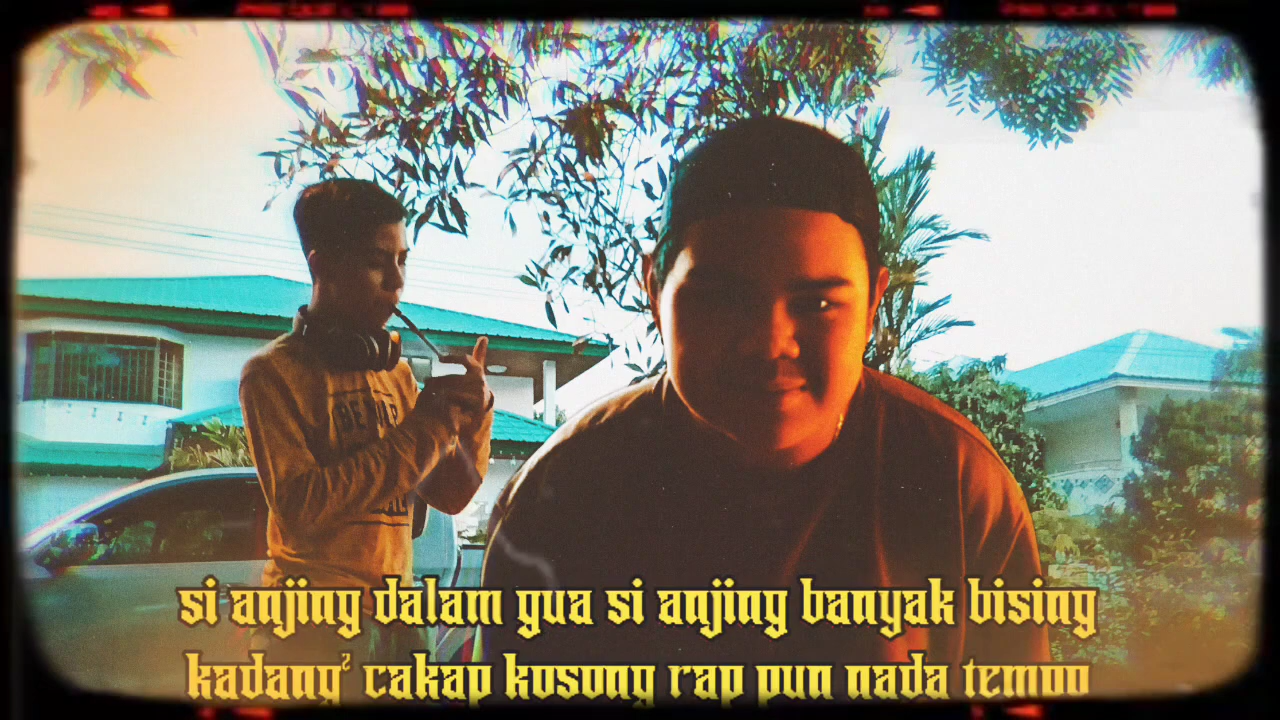 si anjing dalam gua si anjing banyak bising
kadang² cakap kosong rap pun nada tempo